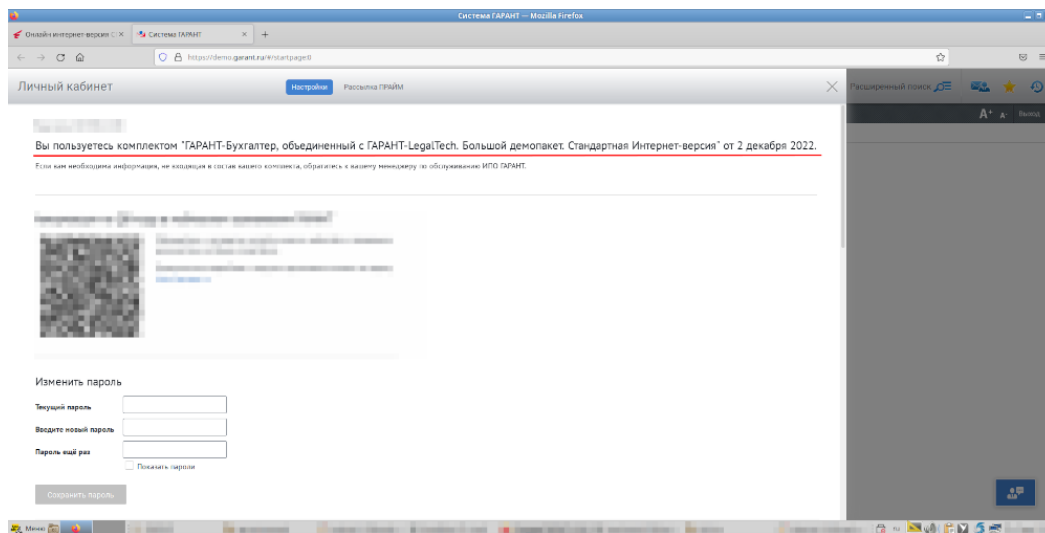 Система ГАРАНТ — Mozilla Firefox
Онлайн интернет-версия С
Система ГАРАНТ
https://demo.garant.ru/#/startpage:0
Личный кабинет
Настройки
Рассылка ПРАЙМ
Расширенный поиск
A+ A- Выход
Вы пользуетесь комплектом "ГАРАНТ-Бухгалтер, объединенный с ГАРАНТ-LegalTech. Большой демопакет. Стандартная Интернет-версия" от 2 декабря 2022.
Если вам необходима информация, не входящая в состав вашего комплекта, обратитесь к вашему менеджеру по обслуживанию ИПО ГАРАНТ.
Изменить пароль
Текущий пароль
Введите новый пароль
Пароль ещё раз
Показать пароли
Сохранить пароль
Меню
ru